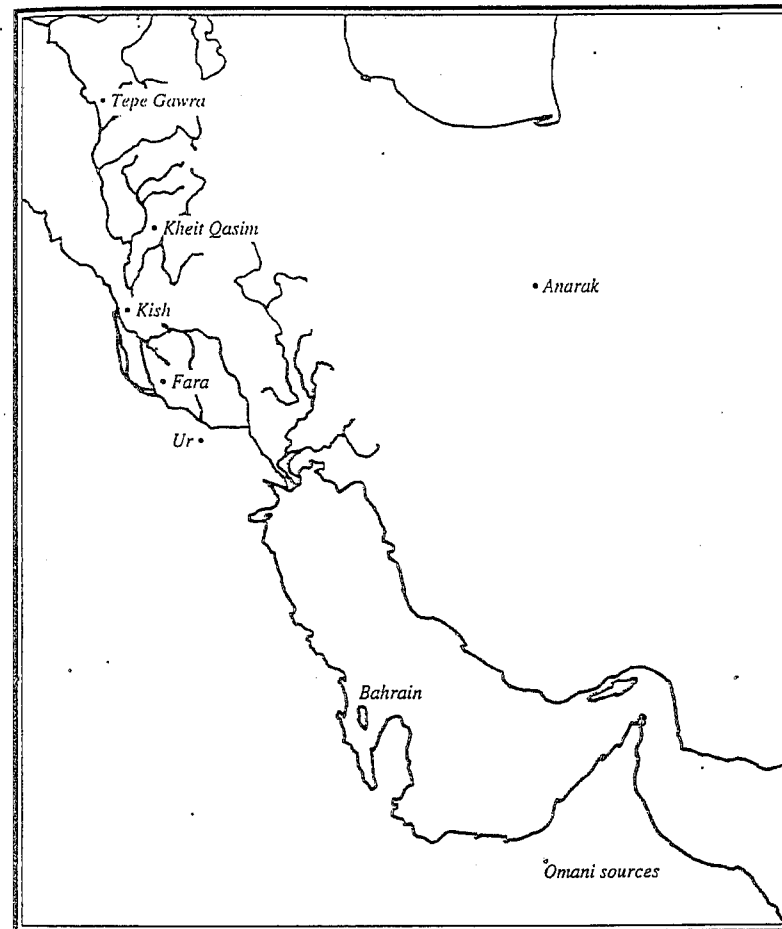 Tepe Gawra
Kheit Qasim
Anarak
Kish
Fara
Ur
Bahrain
Omani sources